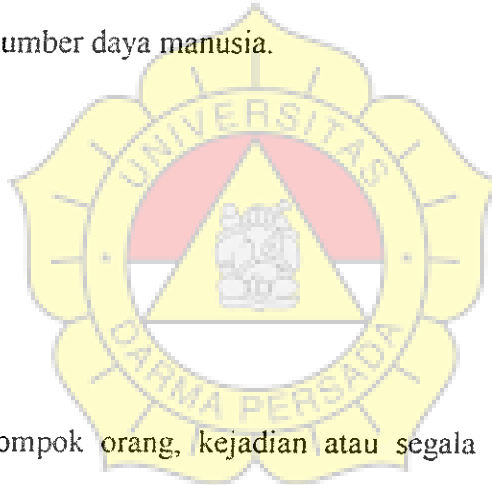 umber daya manusia.
UNIVERSITAS
DARMA PERSADA
ompok orang, kejadian atau segala